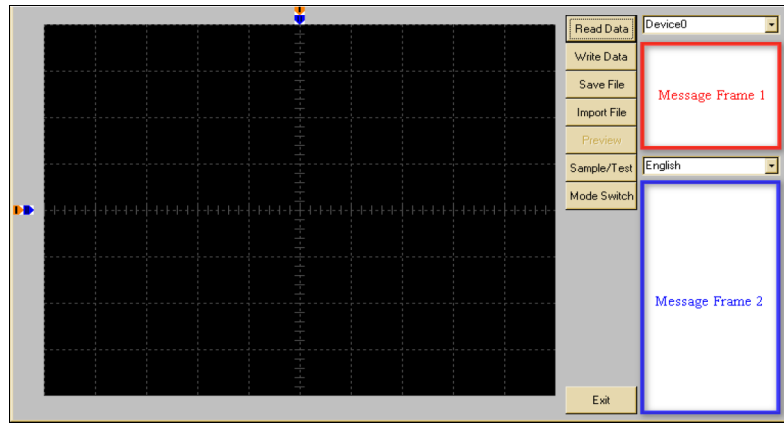 Read Data
Write Data
Save File
Import File
Preview
Sample/Test
Mode Switch
Exit
Device0
Message Frame 1
English
Message Frame 2